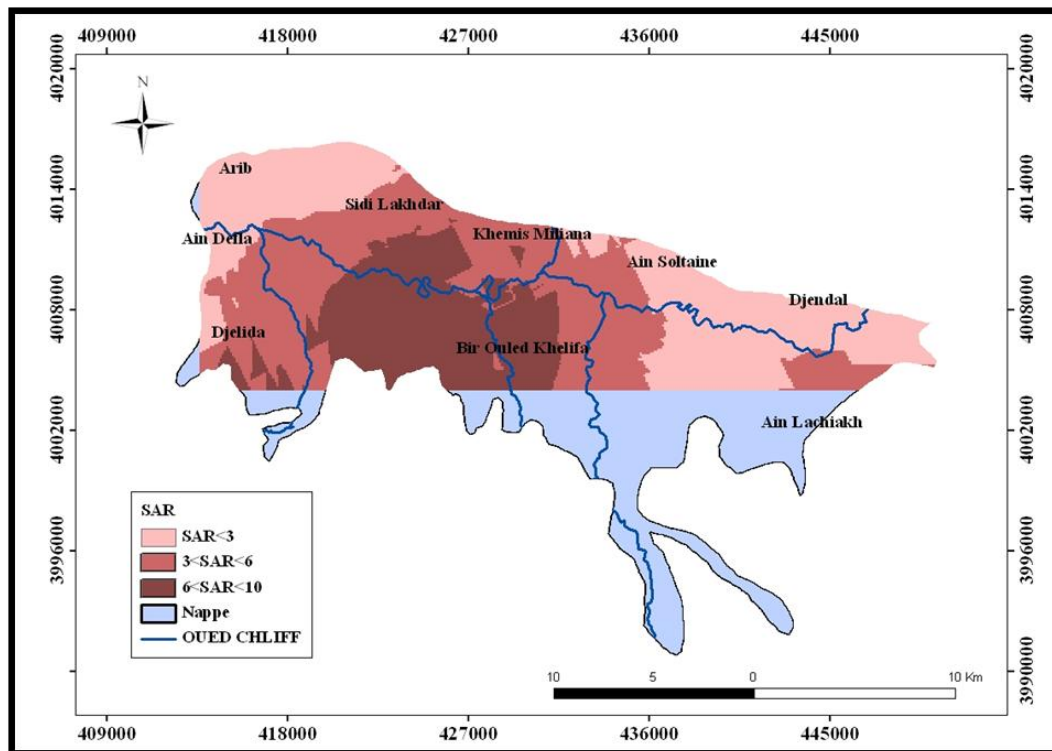 409000 418000 427000 436000 445000
4020000 4020000
N
Arib
4014000 4014000
Sidi Lakhdar
Khemis Miliana
Ain Defla
Ain Soltaine
Djendal
4008000 4008000
Djelida
Bir Ouled Khelifa
Ain Lachiakh
4002000 4002000
SAR
SAR<3
3<SAR<6
6<SAR<10
Nappe
OUED CHLIFF
3996000 3996000
10 5 0 10 Km
3990000 3990000
409000 418000 427000 436000 445000